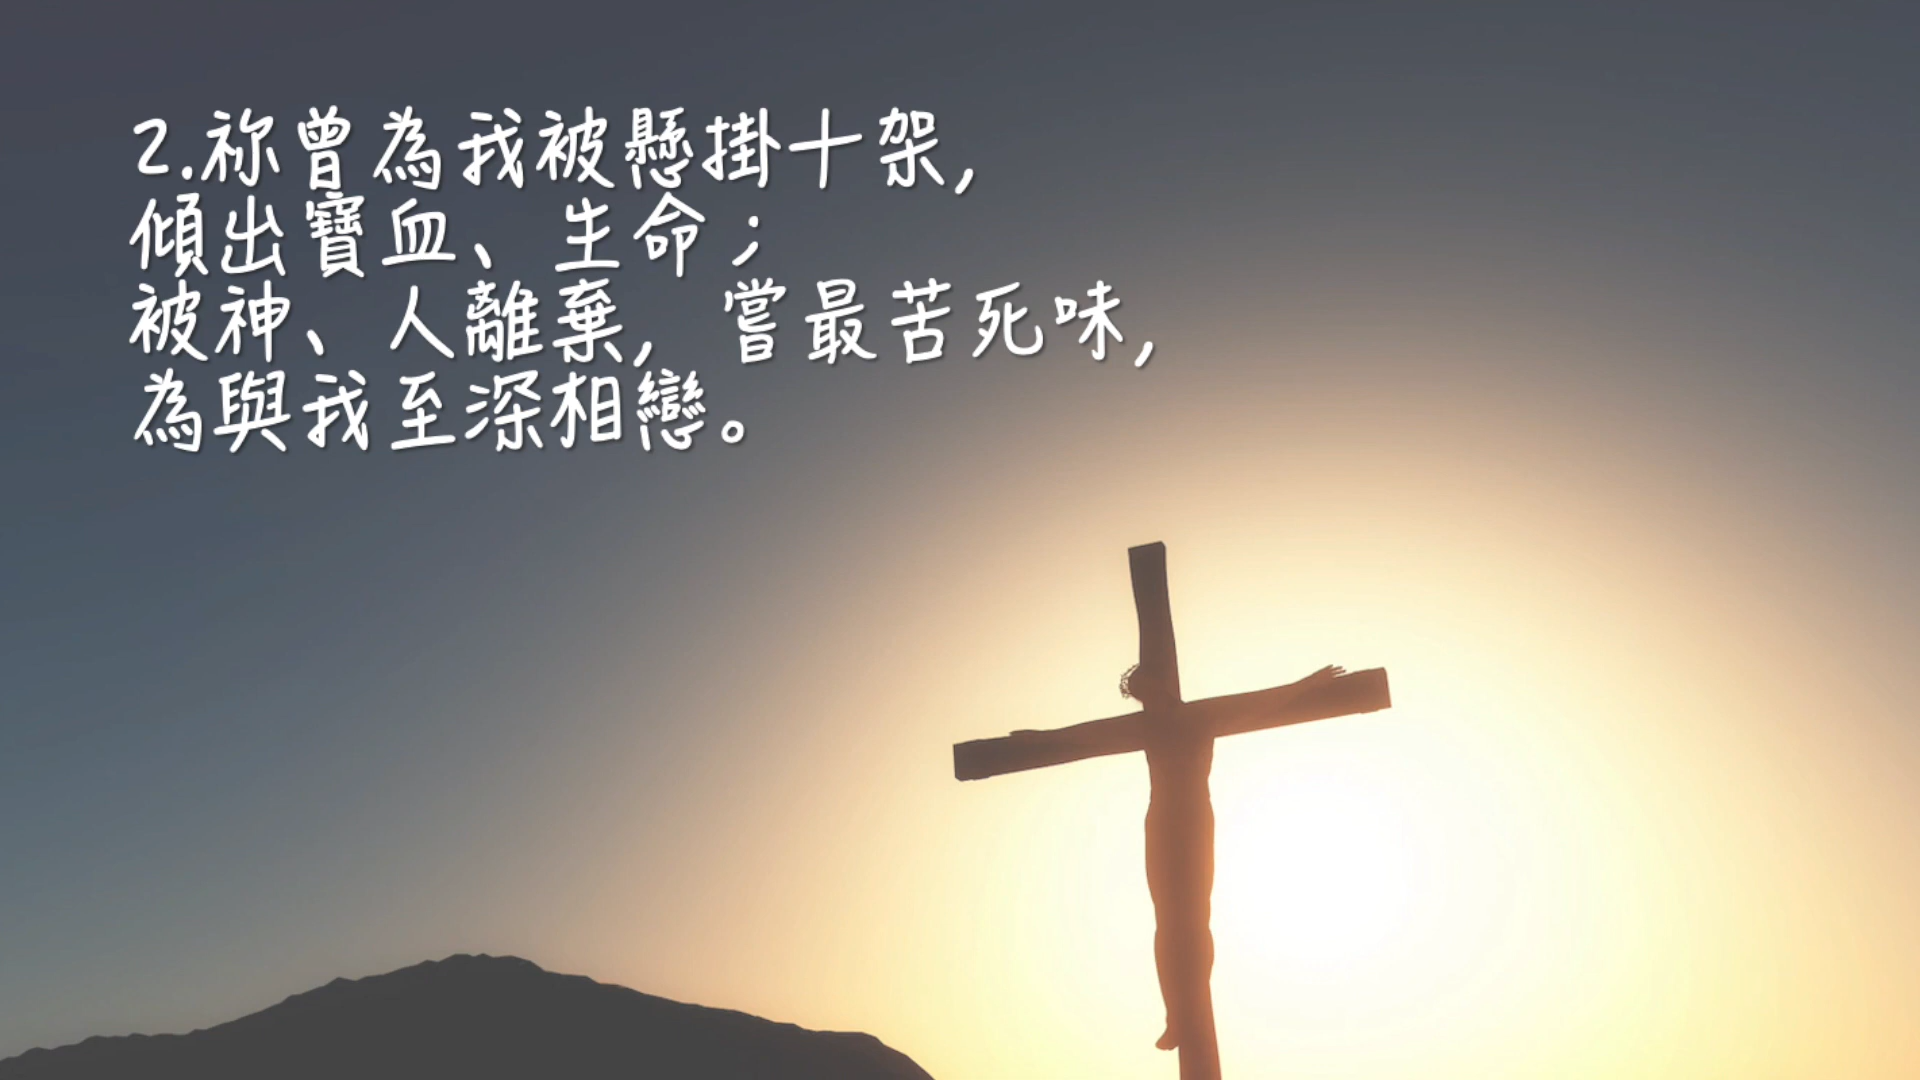 2.祢曾為我被懸掛十架,
傾出寶血、生命；
被神、人離棄, 嘗最苦死味,
為與我至深相戀。